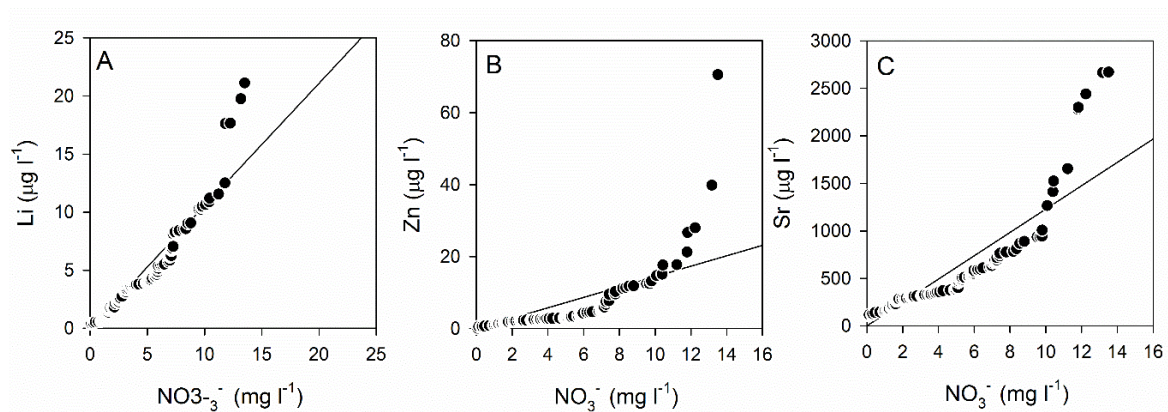 A
25
20
15
10
5
0
Li (µg l-1)
0 5 10 15 20 25
NO3-3- (mg l-1)
B
80
60
40
20
0
Zn (µg l-1)
0 2 4 6 8 10 12 14 16
NO3- (mg l-1)
C
3000
2500
2000
1500
1000
500
0
Sr (µg l-1)
0 2 4 6 8 10 12 14 16
NO3- (mg l-1)